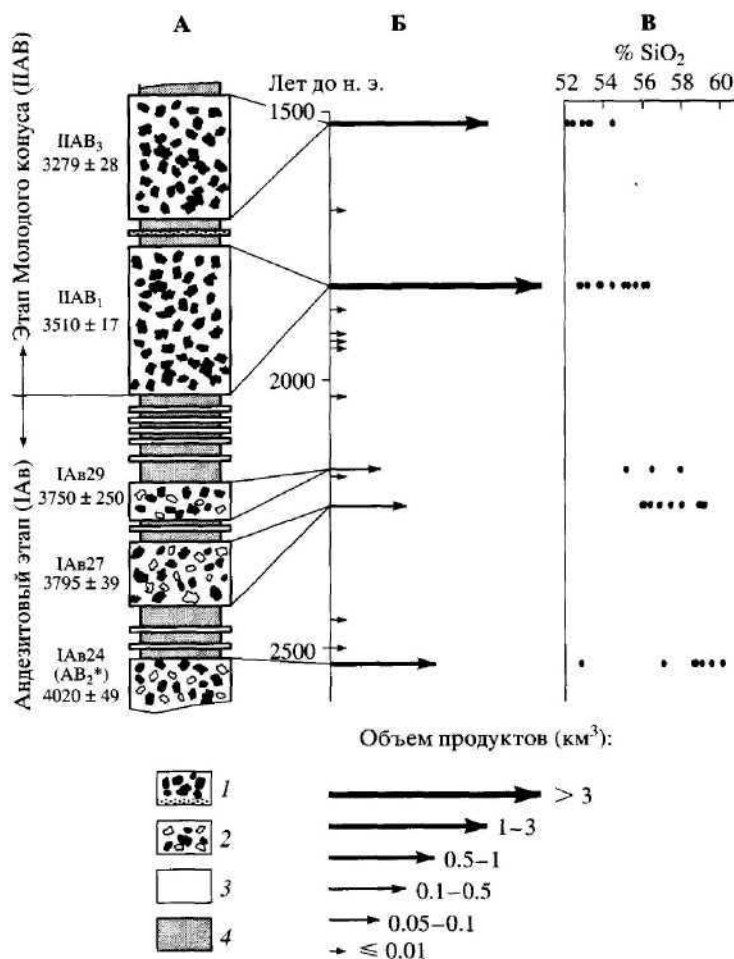 А
Б
В
% SiO₂
52 54 56 58 60
Лет до н. э.
1500
2000
2500
Этап Молодого конуса (IIАВ)
Андезитовый этап (IАв)
IIАВ₃
3279 ± 28
IIАВ₁
3510 ± 17
IАв29
3750 ± 250
IАв27
3795 ± 39
IАв24
(АВ₂*)
4020 ± 49
1
2
3
4
Объем продуктов (км³):
> 3
1–3
0.5–1
0.1–0.5
0.05–0.1
≤ 0.01